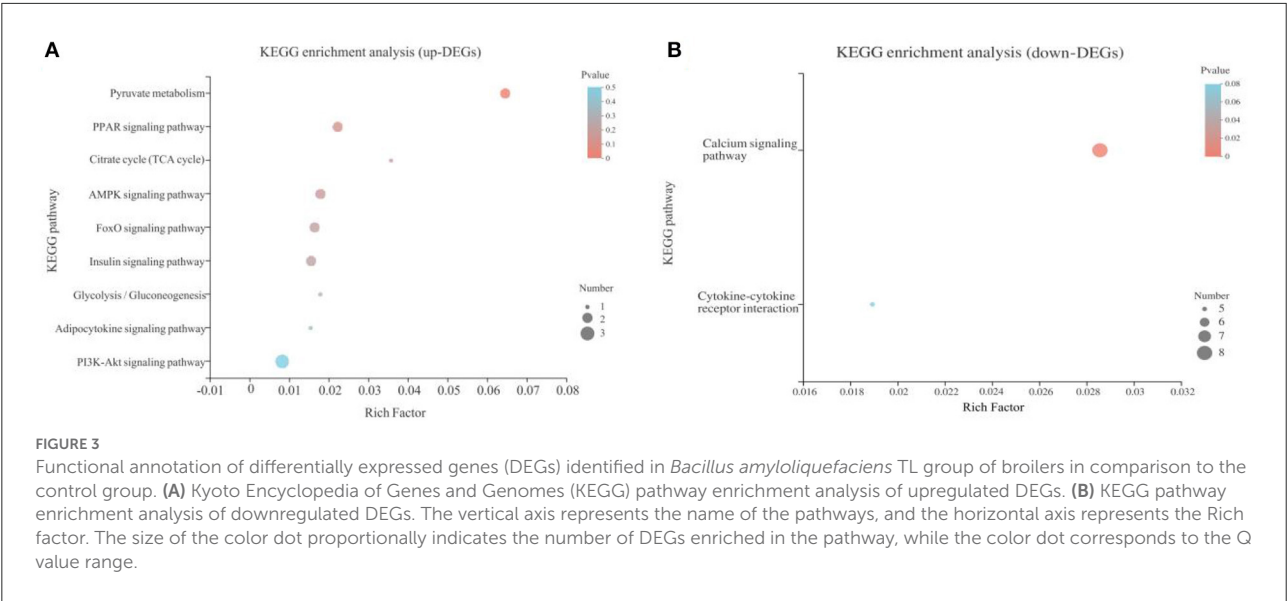 A
KEGG enrichment analysis (up-DEGs)
Pvalue
0.5
0.4
0.3
0.2
0.1
0
KEGG pathway
Pyruvate metabolism
PPAR signaling pathway
Citrate cycle (TCA cycle)
AMPK signaling pathway
FoxO signaling pathway
Insulin signaling pathway
Glycolysis / Gluconeogenesis
Adipocytokine signaling pathway
PI3K-Akt signaling pathway
Number
1
2
3
-0.01 0 0.01 0.02 0.03 0.04 0.05 0.06 0.07 0.08
Rich Factor
B
KEGG enrichment analysis (down-DEGs)
Pvalue
0.08
0.06
0.04
0.02
0
KEGG pathway
Calcium signaling
pathway
Cytokine-cytokine
receptor interaction
Number
5
6
7
8
0.016 0.018 0.02 0.022 0.024 0.026 0.028 0.03 0.032
Rich Factor
FIGURE 3
Functional annotation of differentially expressed genes (DEGs) identified in Bacillus amyloliquefaciens TL group of broilers in comparison to the
control group. (A) Kyoto Encyclopedia of Genes and Genomes (KEGG) pathway enrichment analysis of upregulated DEGs. (B) KEGG pathway
enrichment analysis of downregulated DEGs. The vertical axis represents the name of the pathways, and the horizontal axis represents the Rich
factor. The size of the color dot proportionally indicates the number of DEGs enriched in the pathway, while the color dot corresponds to the Q
value range.